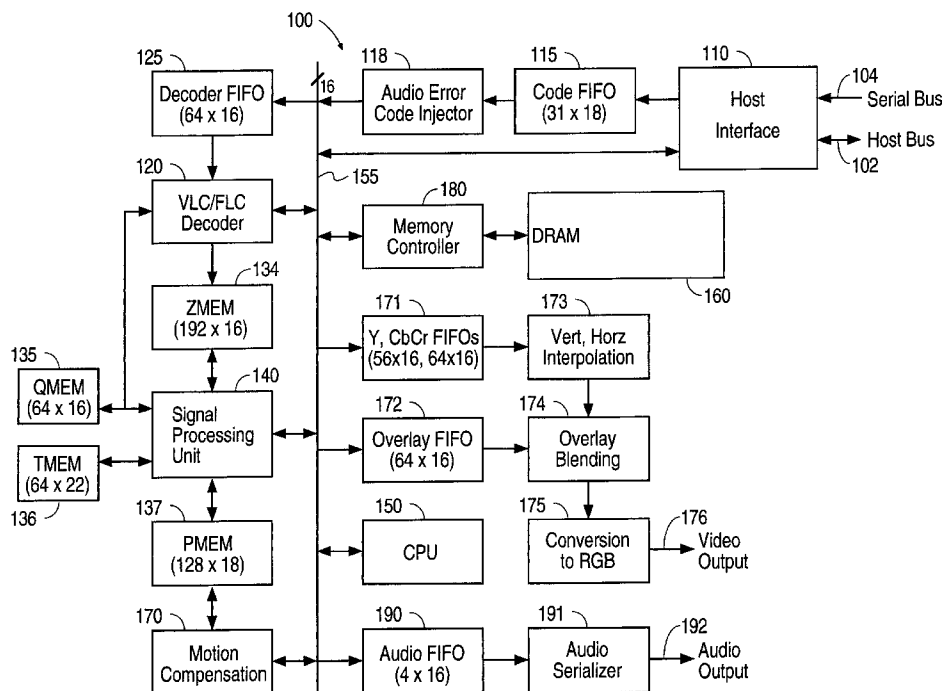 100
125
Decoder FIFO
(64 x 16)
16
118
Audio Error
Code Injector
115
Code FIFO
(31 x 18)
110
Host
Interface
104
Serial Bus
Host Bus
102
120
VLC/FLC
Decoder
155
180
Memory
Controller
DRAM
160
134
ZMEM
(192 x 16)
171
Y, CbCr FIFOs
(56x16, 64x16)
173
Vert, Horz
Interpolation
135
QMEM
(64 x 16)
140
Signal
Processing
Unit
172
Overlay FIFO
(64 x 16)
174
Overlay
Blending
TMEM
(64 x 22)
136
137
PMEM
(128 x 18)
150
CPU
175
Conversion
to RGB
176
Video
Output
170
Motion
Compensation
190
Audio FIFO
(4 x 16)
191
Audio
Serializer
192
Audio
Output